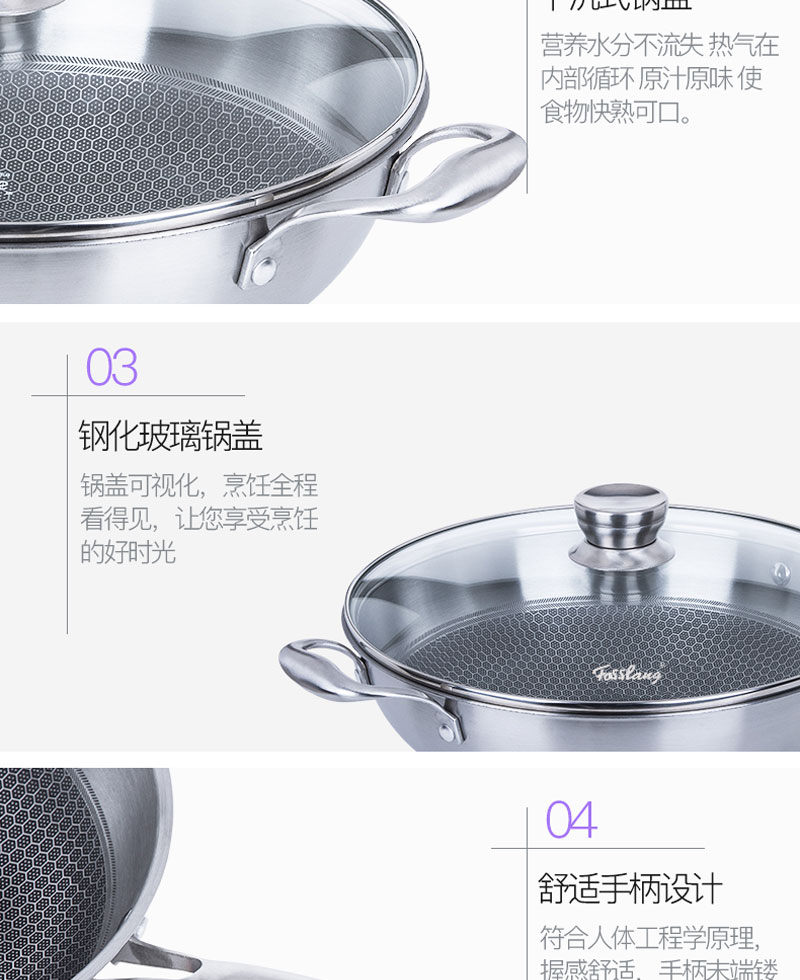 营养水分不流失 热气在
内部循环 原汁原味 使
食物快熟可口。
03
钢化玻璃锅盖
锅盖可视化，烹饪全程
看得见，让您享受烹饪
的好时光
Fasslang
04
舒适手柄设计
符合人体工程学原理，
握感舒适，手柄末端镂